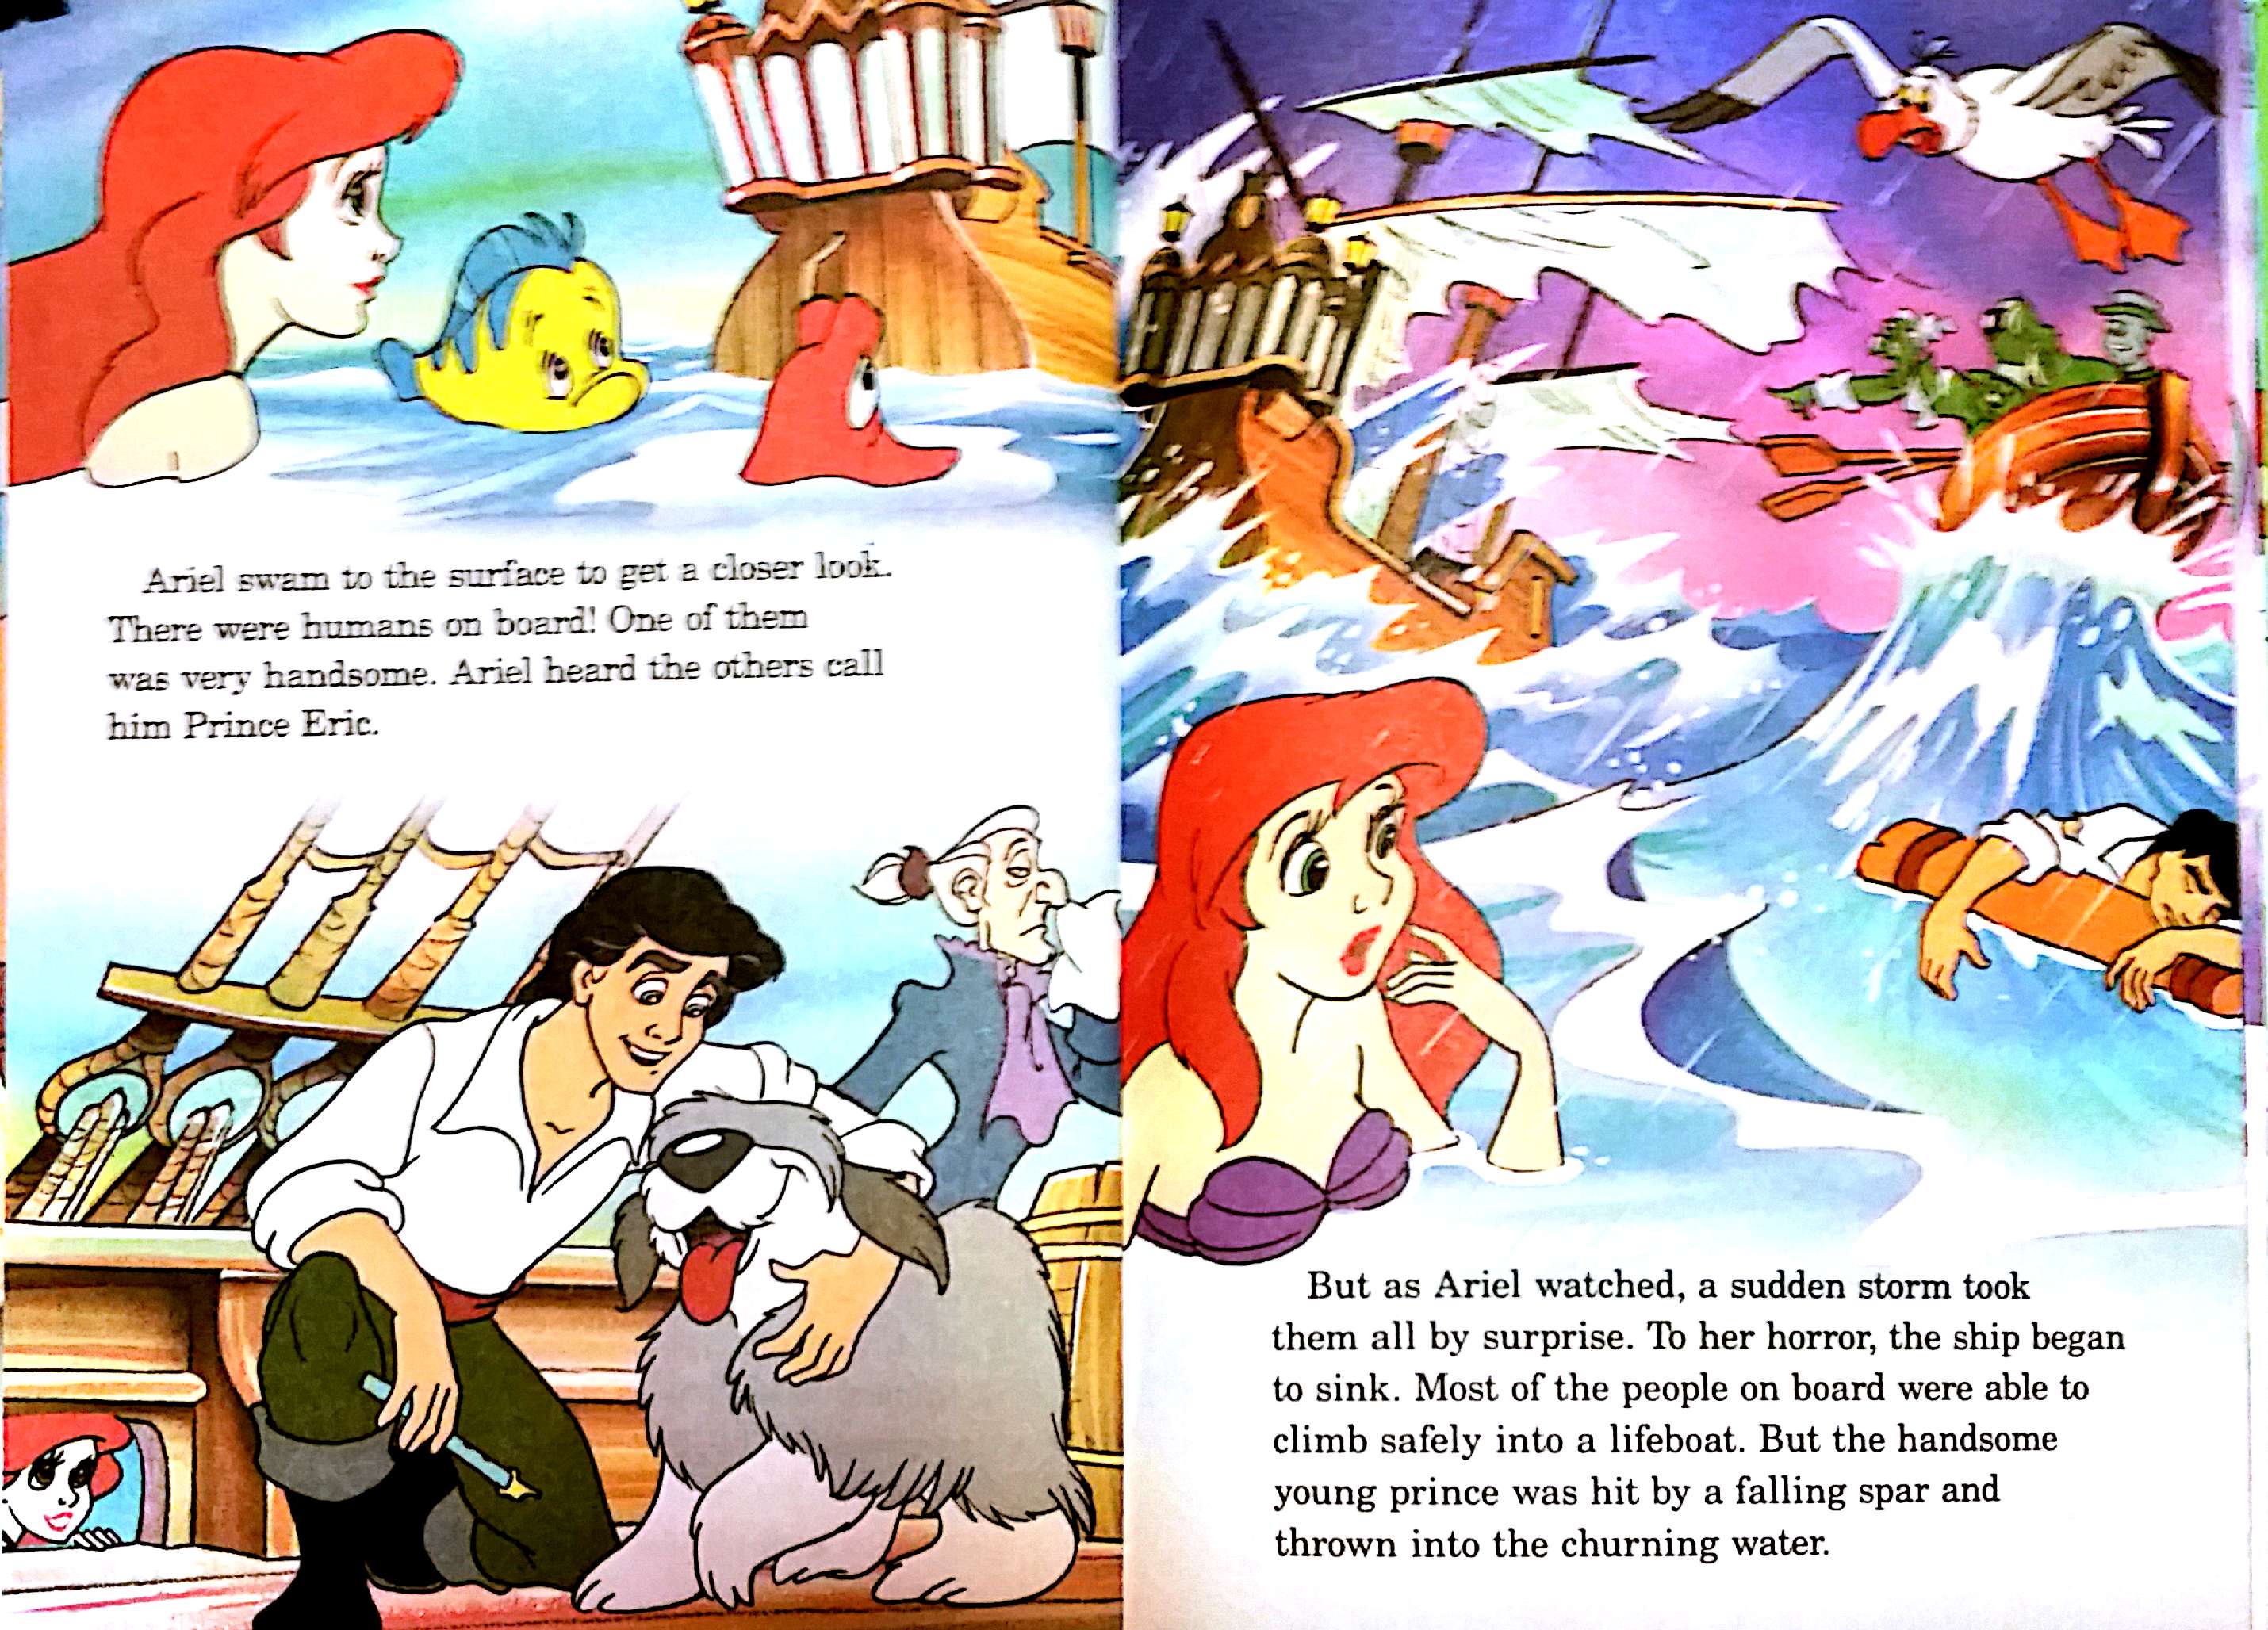 Ariel swam to the surface to get a closer look.
There were humans on board! One of them
was very handsome. Ariel heard the others call
him Prince Eric.
But as Ariel watched, a sudden storm took
them all by surprise. To her horror, the ship began
to sink. Most of the people on board were able to
climb safely into a lifeboat. But the handsome
young prince was hit by a falling spar and
thrown into the churning water.